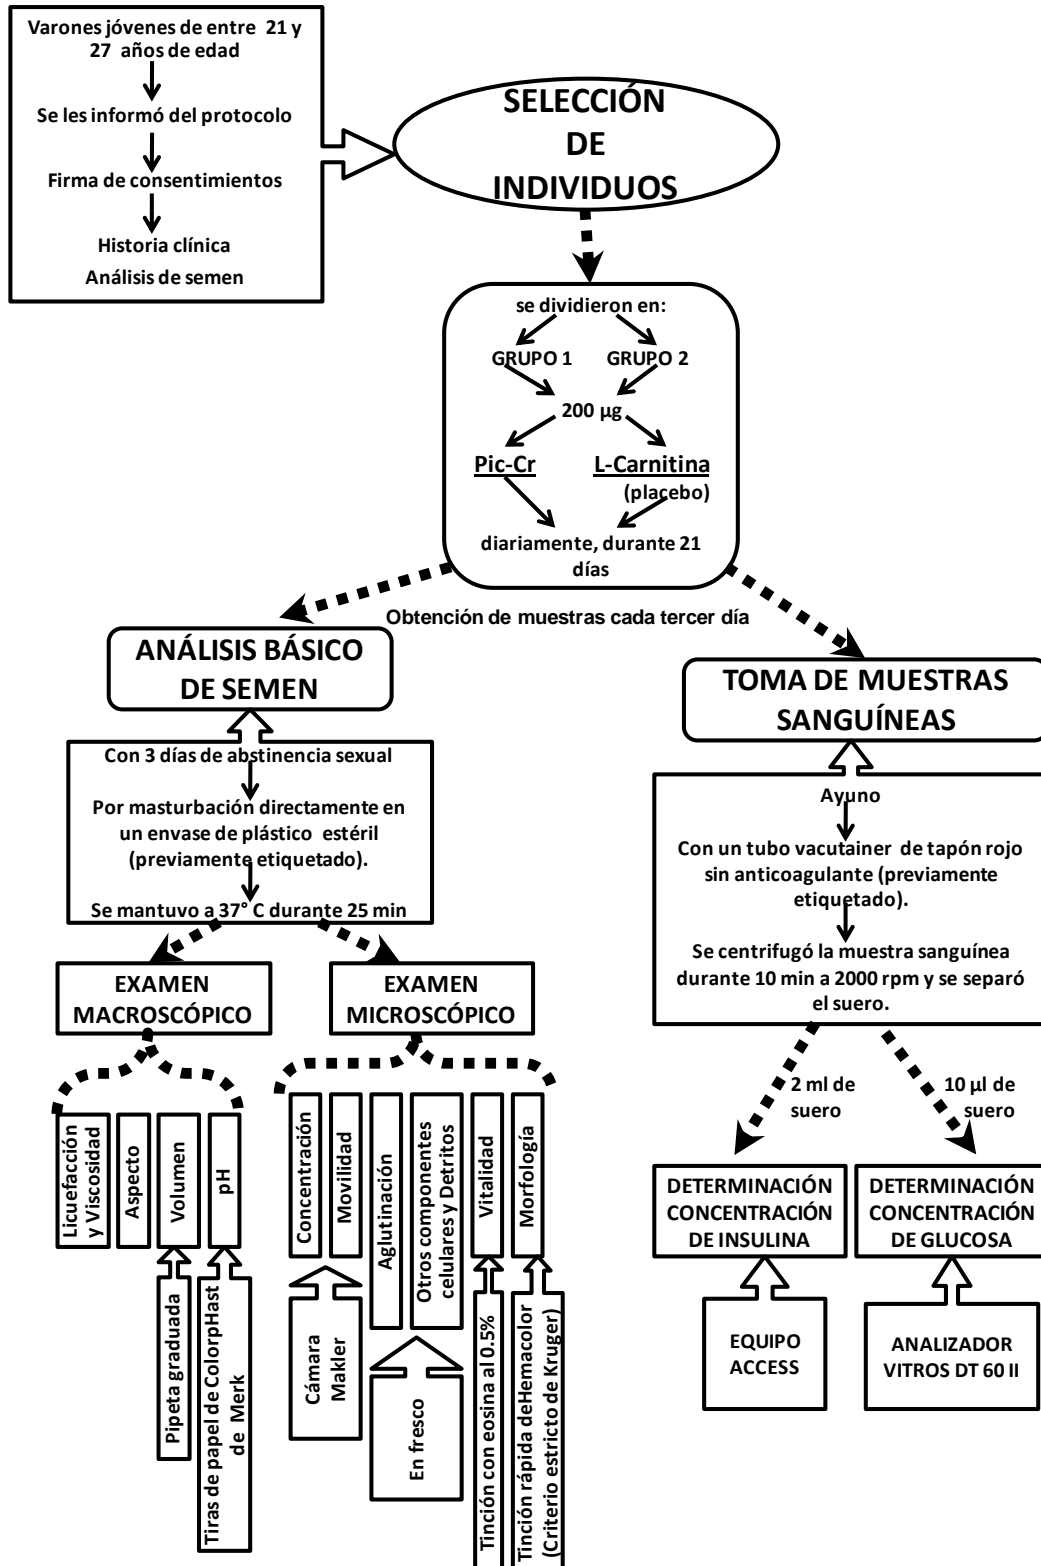 Varones jóvenes de entre 21 y
27 años de edad
Se les informó del protocolo
Firma de consentimientos
Historia clínica
Análisis de semen
SELECCIÓN
DE
INDIVIDUOS
se dividieron en:
GRUPO 1
GRUPO 2
200 µg
Pic-Cr
L-Carnitina
(placebo)
diariamente, durante 21
días
Obtención de muestras cada tercer día
ANÁLISIS BÁSICO
DE SEMEN
Con 3 días de abstinencia sexual
Por masturbación directamente en
un envase de plástico estéril
(previamente etiquetado).
Se mantuvo a 37° C durante 25 min
EXAMEN
MACROSCÓPICO
EXAMEN
MICROSCÓPICO
Licuefacción
y Viscosidad
Aspecto
Volumen
pH
Pipeta graduada
Tiras de papel de ColorpHast
de Merk
Concentración
Movilidad
Aglutinación
Otros componentes
celulares y Detritos
Vitalidad
Morfología
Cámara
Makler
En fresco
Tinción con eosina al 0.5%
Tinción rápida deHemacolor
(Criterio estricto de Kruger)
TOMA DE MUESTRAS
SANGUÍNEAS
Ayuno
Con un tubo vacutainer de tapón rojo
sin anticoagulante (previamente
etiquetado).
Se centrifugó la muestra sanguínea
durante 10 min a 2000 rpm y se separó
el suero.
2 ml de
suero
10 µl de
suero
DETERMINACIÓN
CONCENTRACIÓN
DE INSULINA
DETERMINACIÓN
CONCENTRACIÓN
DE GLUCOSA
EQUIPO
ACCESS
ANALIZADOR
VITROS DT 60 II